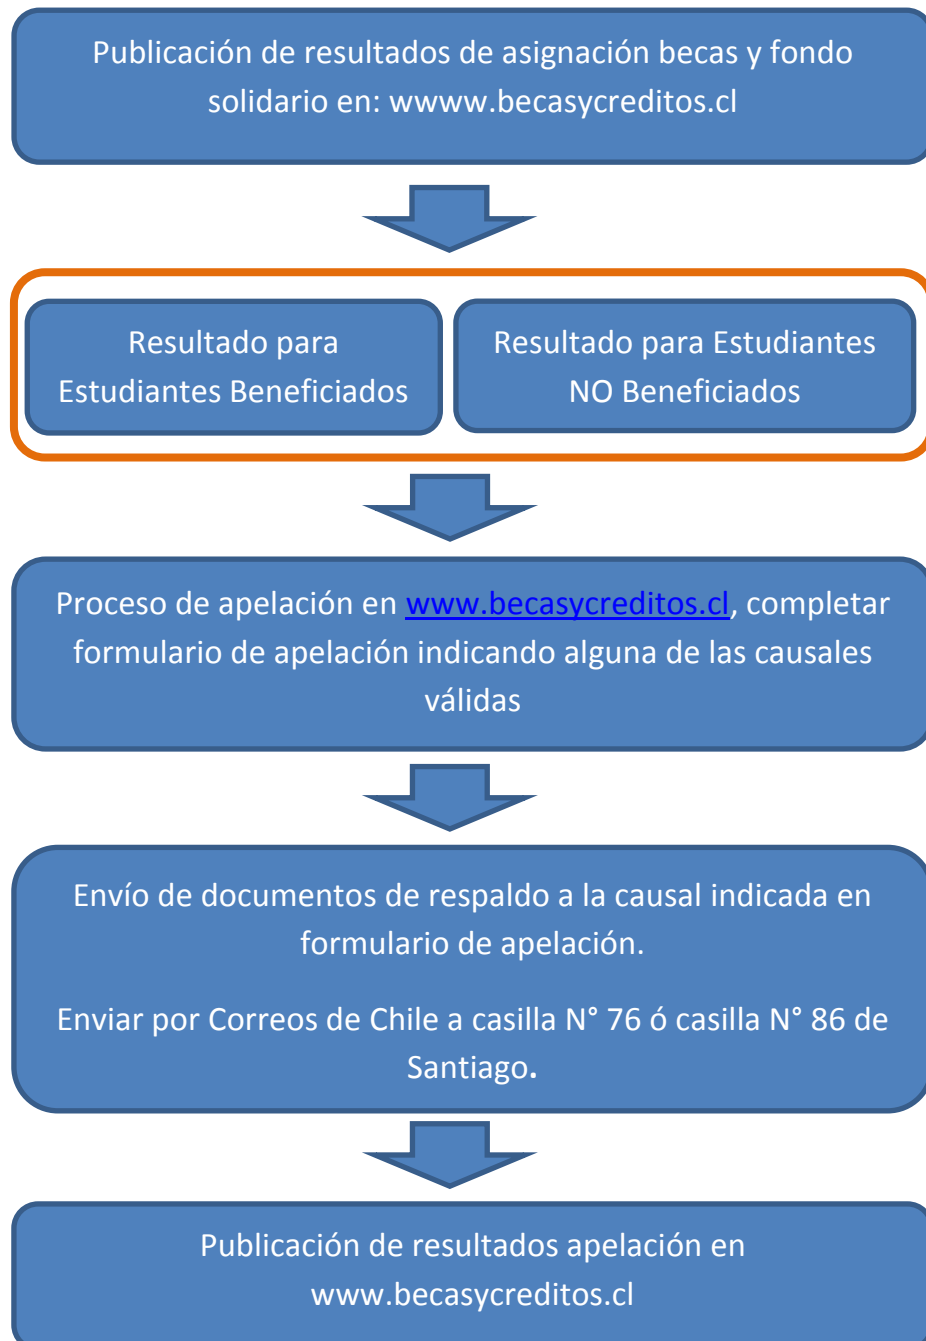 Publicación de resultados de asignación becas y fondo
solidario en: wwww.becasycreditos.cl
Resultado para
Estudiantes Beneficiados
Resultado para Estudiantes
NO Beneficiados
Proceso de apelación en www.becasycreditos.cl, completar
formulario de apelación indicando alguna de las causales
válidas
Envío de documentos de respaldo a la causal indicada en
formulario de apelación.
Enviar por Correos de Chile a casilla N° 76 ó casilla N° 86 de
Santiago.
Publicación de resultados apelación en
www.becasycreditos.cl